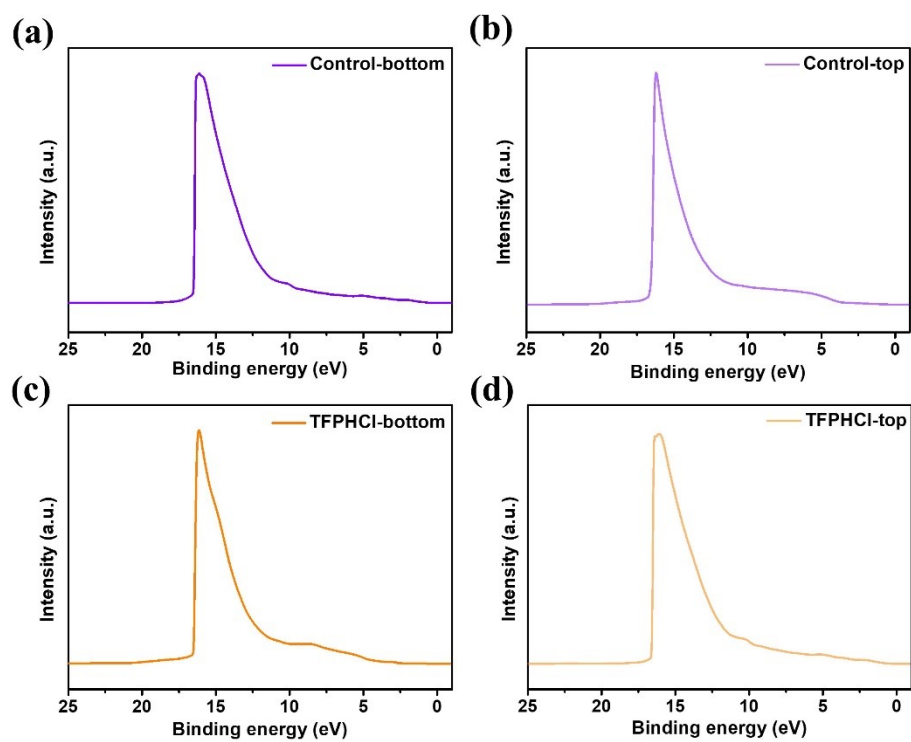 (a)
Control-bottom
Intensity (a.u.)
25 20 15 10 5 0
Binding energy (eV)
(b)
Control-top
Intensity (a.u.)
25 20 15 10 5 0
Binding energy (eV)
(c)
TFPHCl-bottom
Intensity (a.u.)
25 20 15 10 5 0
Binding energy (eV)
(d)
TFPHCl-top
Intensity (a.u.)
25 20 15 10 5 0
Binding energy (eV)